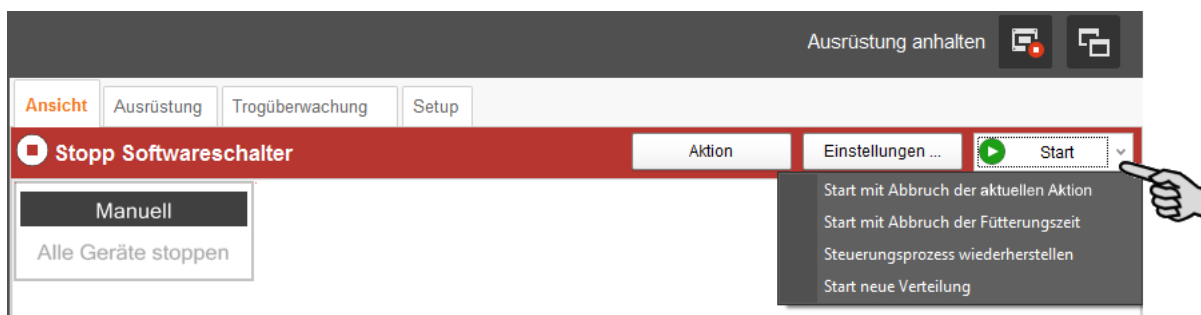 Ausrüstung anhalten
Ansicht Ausrüstung Trogüberwachung Setup
Stopp Softwareschalter Aktion Einstellungen ... Start
Manuell
Alle Geräte stoppen
Start mit Abbruch der aktuellen Aktion
Start mit Abbruch der Fütterungszeit
Steuerungsprozess wiederherstellen
Start neue Verteilung